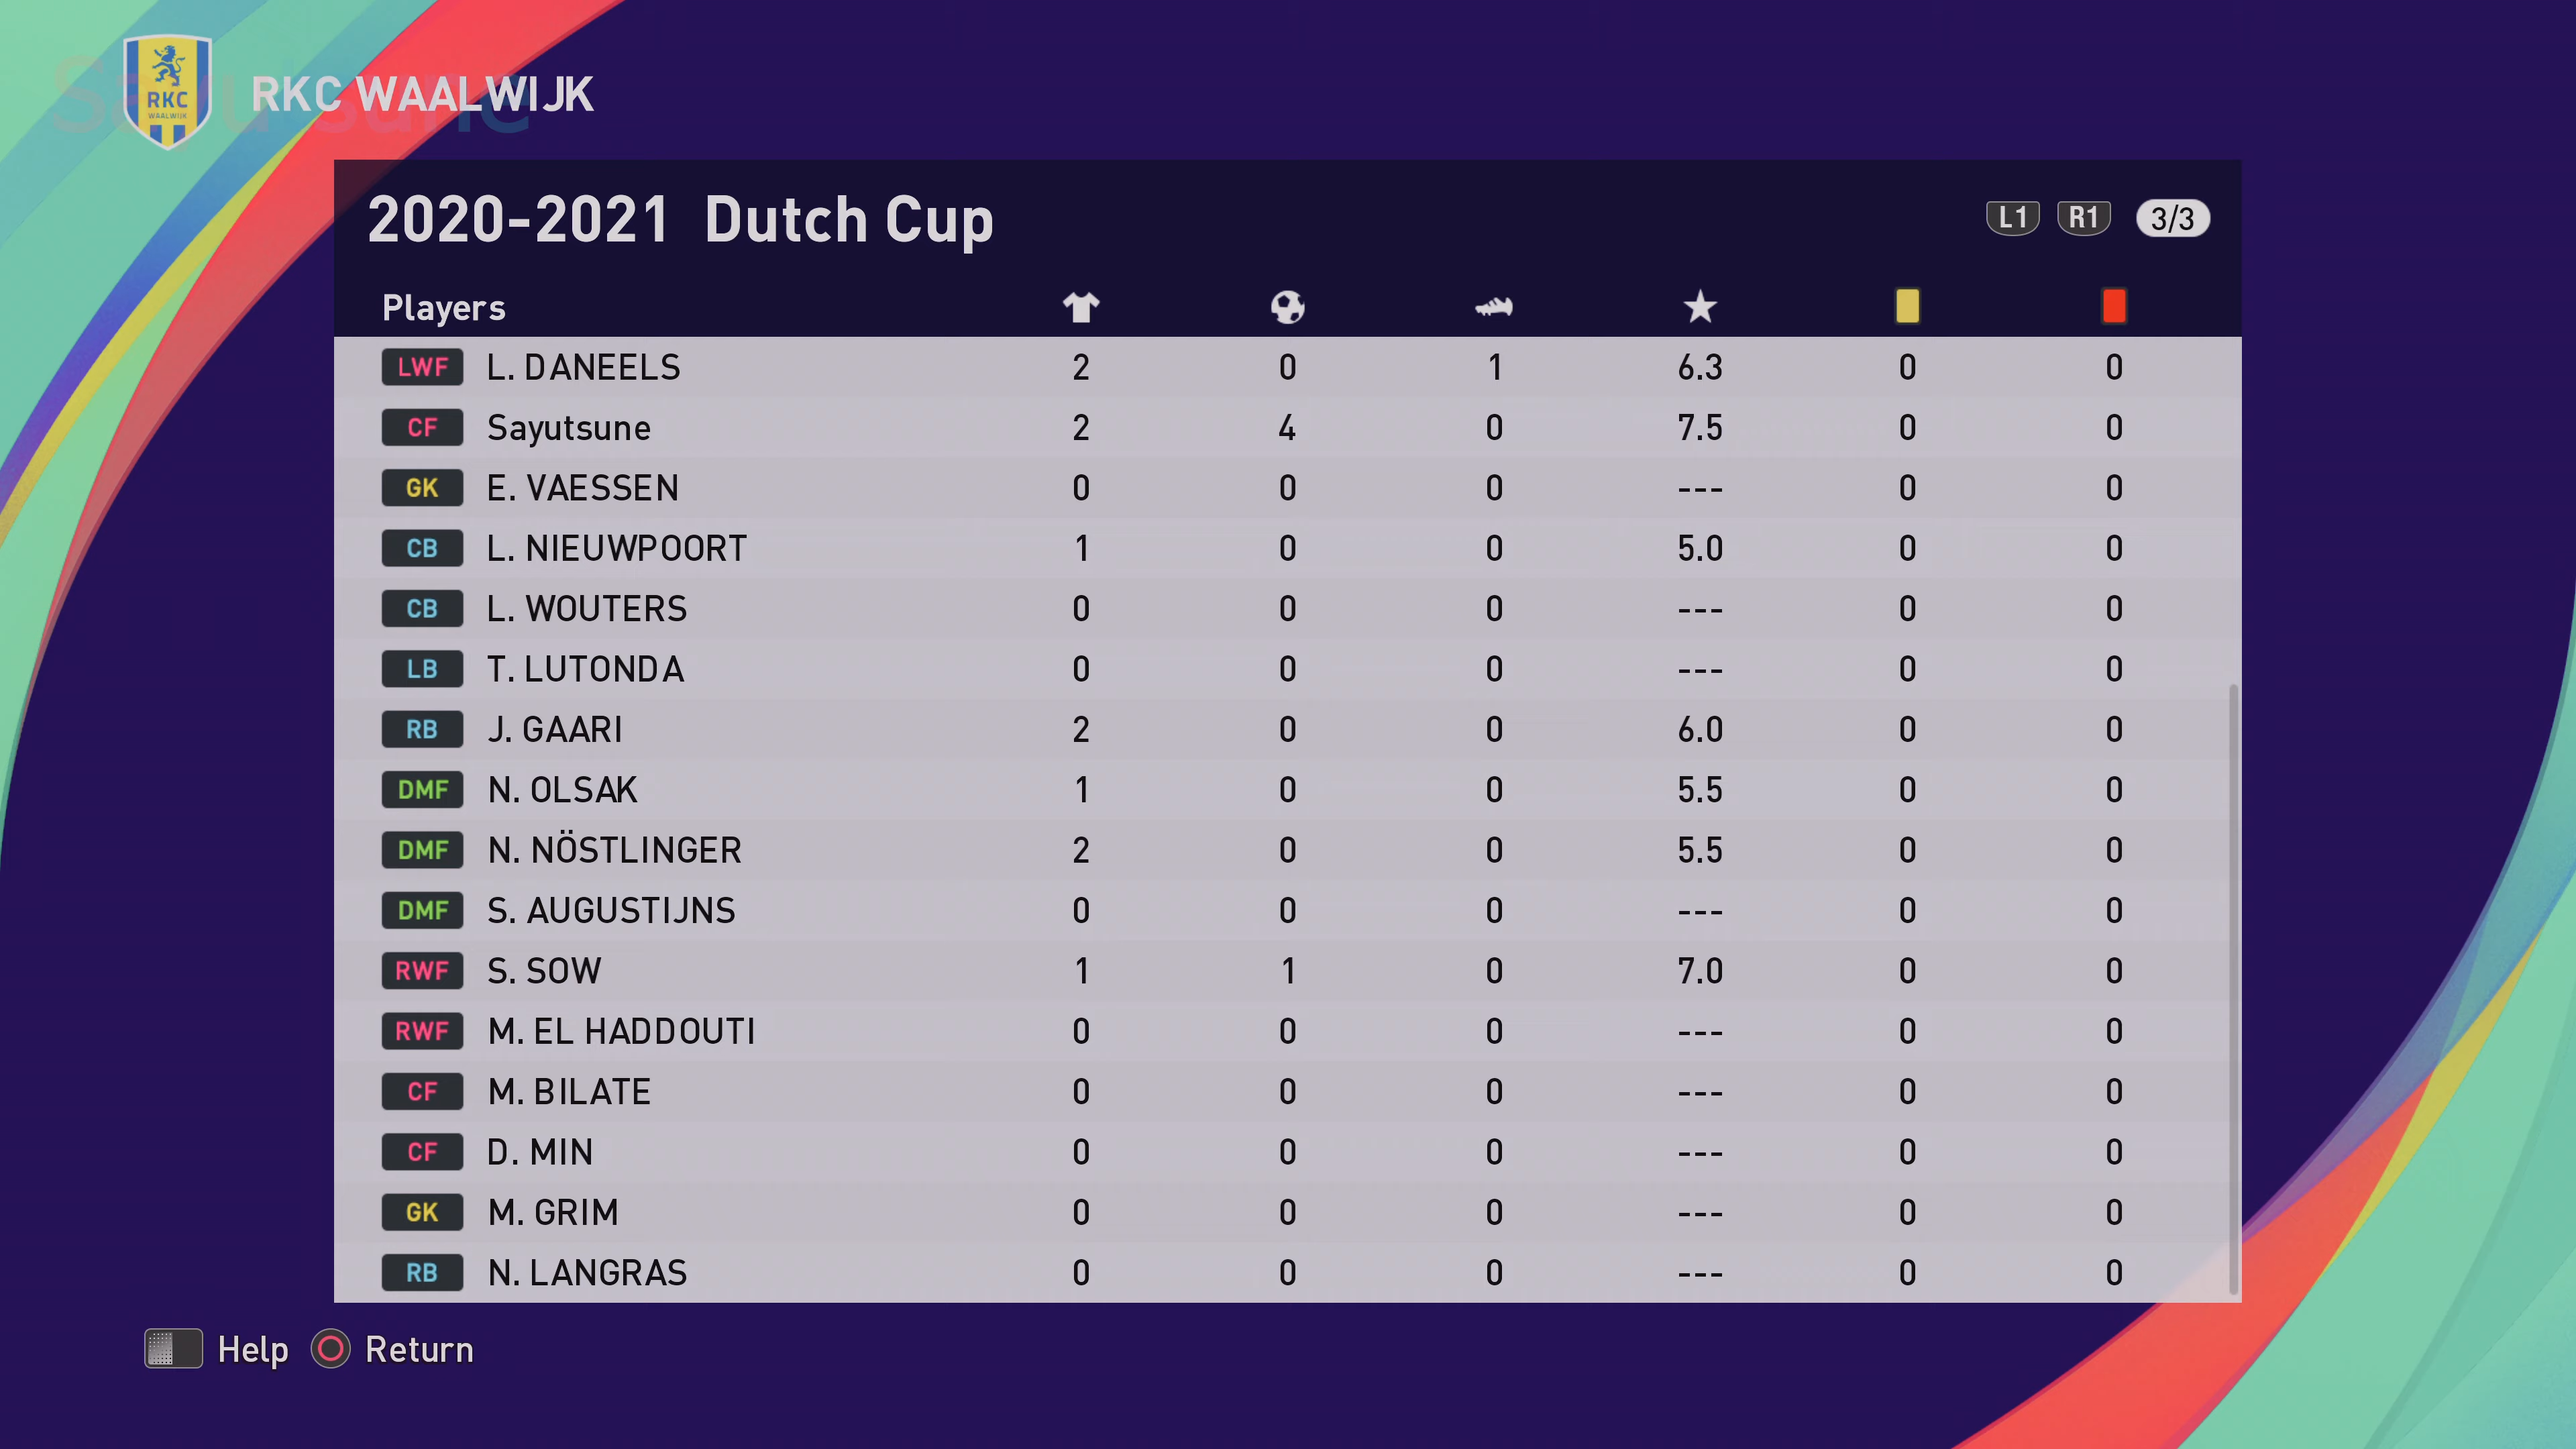 Sayutsune
RKC
WAALWIJK
RKC WAALWIJK
2020-2021 Dutch Cup L1 R1 3/3
Players
LWF L. DANEELS 2 0 1 6.3 0 0
CF Sayutsune 2 4 0 7.5 0 0
GK E. VAESSEN 0 0 0 --- 0 0
CB L. NIEUWPOORT 1 0 0 5.0 0 0
CB L. WOUTERS 0 0 0 --- 0 0
LB T. LUTONDA 0 0 0 --- 0 0
RB J. GAARI 2 0 0 6.0 0 0
DMF N. OLSAK 1 0 0 5.5 0 0
DMF N. NÖSTLINGER 2 0 0 5.5 0 0
DMF S. AUGUSTIJNS 0 0 0 --- 0 0
RWF S. SOW 1 1 0 7.0 0 0
RWF M. EL HADDOUTI 0 0 0 --- 0 0
CF M. BILATE 0 0 0 --- 0 0
CF D. MIN 0 0 0 --- 0 0
GK M. GRIM 0 0 0 --- 0 0
RB N. LANGRAS 0 0 0 --- 0 0
Help Return